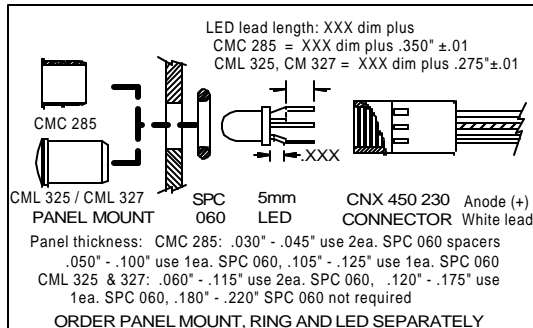 LED lead length: XXX dim plus
CMC 285 = XXX dim plus .350" ±.01
CML 325, CM 327 = XXX dim plus .275"±.01
CMC 285
.XXX
CML 325 / CML 327
PANEL MOUNT
SPC
060
5mm
LED
CNX 450 230
CONNECTOR
Anode (+)
White lead
Panel thickness: CMC 285: .030" - .045" use 2ea. SPC 060 spacers
.050" - .100" use 1ea. SPC 060, .105" - .125" use 1ea. SPC 060
CML 325 & 327: .060" - .115" use 2ea. SPC 060, .120" - .175" use
1ea. SPC 060, .180" - .220" SPC 060 not required
ORDER PANEL MOUNT, RING AND LED SEPARATELY